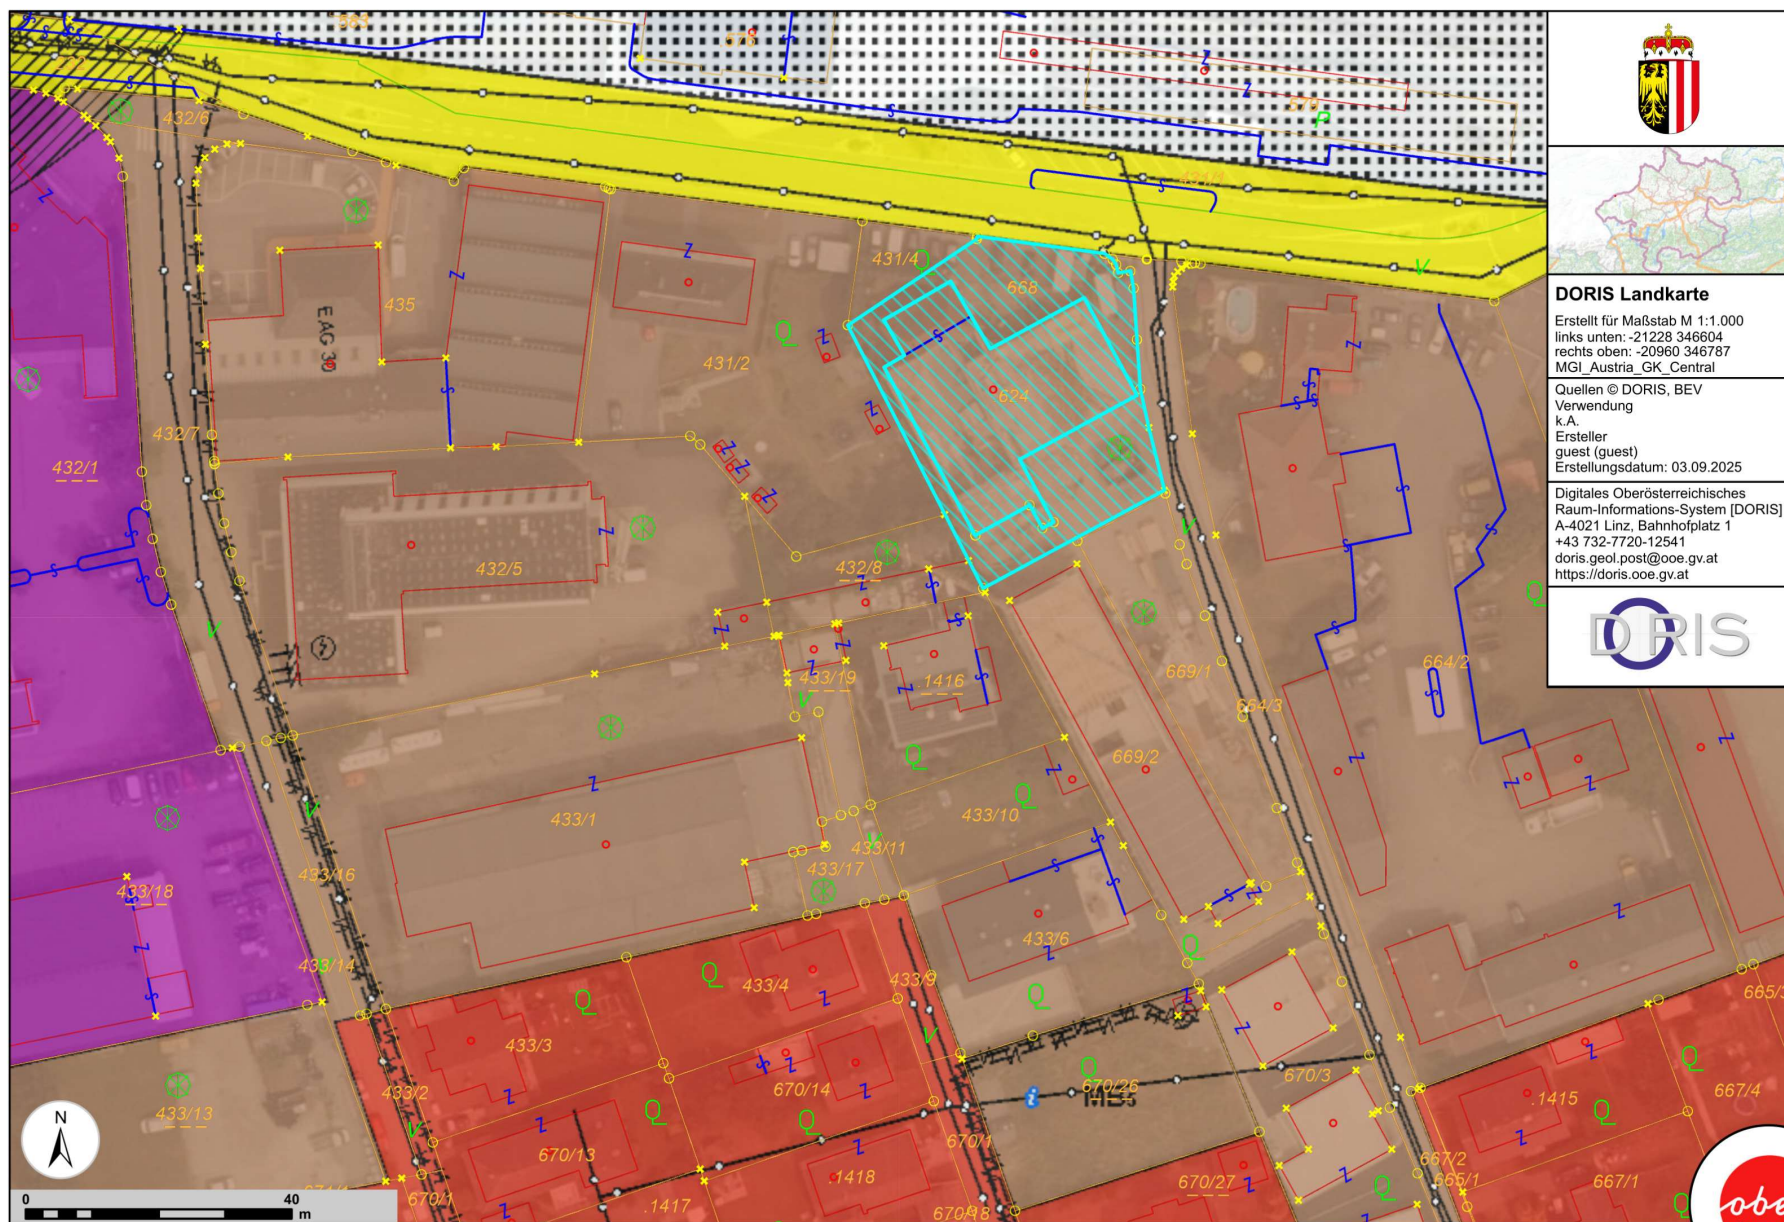 583
.576
579
P
431/1
432/6
432/7
432/1
EAG 30
435
431/2
431/4
Q
668
624
Q
V
V
432/5
432/8
433/19
V
.1416
Q
669/1
669/2
664/3
664/2
Q
V
433/1
433/10
Q
433/11
V
433/17
433/16
V
433/18
433/14
V
433/6
Q
Q
433/4
Q
Q
433/9
V
433/3
433/2
V
433/13
670/14
Q
Q
Q
670/26
670/3
670/13
670/1
670/1
.1418
.1417
670/18
670/27
Q
.1415
Q
Q
Q
667/4
667/2
665/1
667/1
665/3
N
0 40
m
DORIS Landkarte
Erstellt für Maßstab M 1:1.000
links unten: -21228 346604
rechts oben: -20960 346787
MGI_Austria_GK_Central
Quellen © DORIS, BEV
Verwendung
k.A.
Ersteller
guest (guest)
Erstellungsdatum: 03.09.2025
Digitales Oberösterreichisches
Raum-Informations-System [DORIS]
A-4021 Linz, Bahnhofplatz 1
+43 732-7720-12541
doris.geol.post@ooe.gv.at
https://doris.ooe.gv.at
DORIS